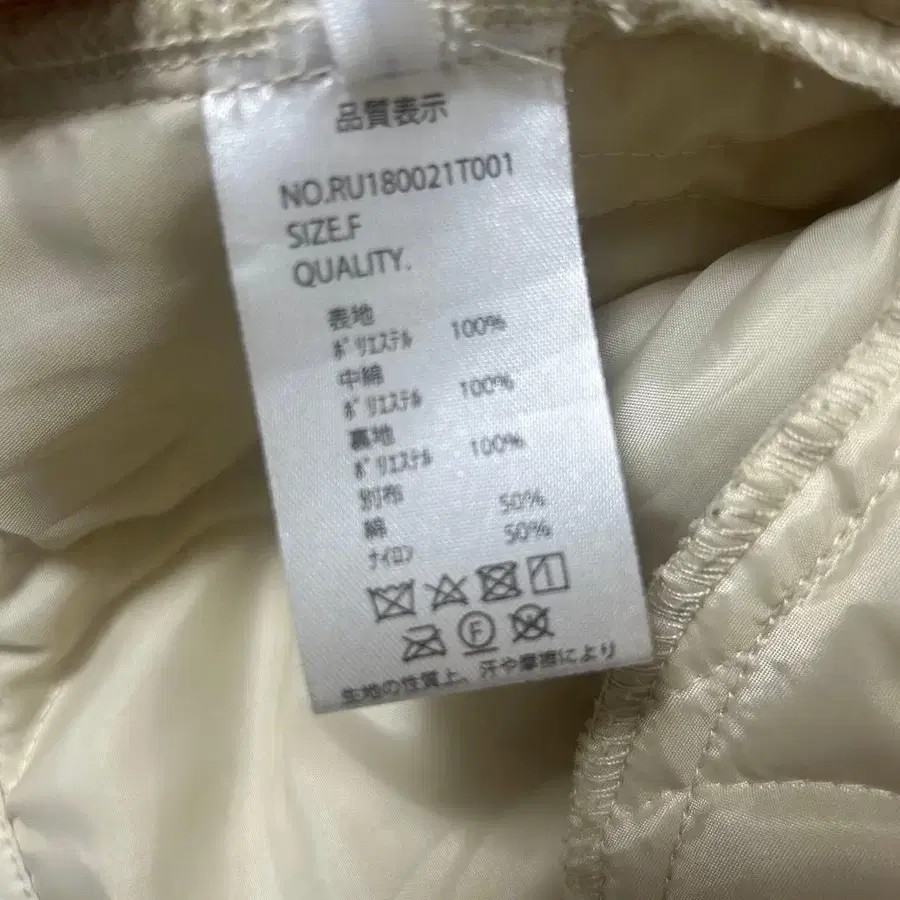 品質表示
NO.RU180021T001
SIZE.F
QUALITY.
表地
ポリエステル 100%
中綿
ポリエステル 100%
裏地
ポリエステル 100%
別布
綿 50%
ナイロン 50%
F
生地の性質上、汗や摩擦により